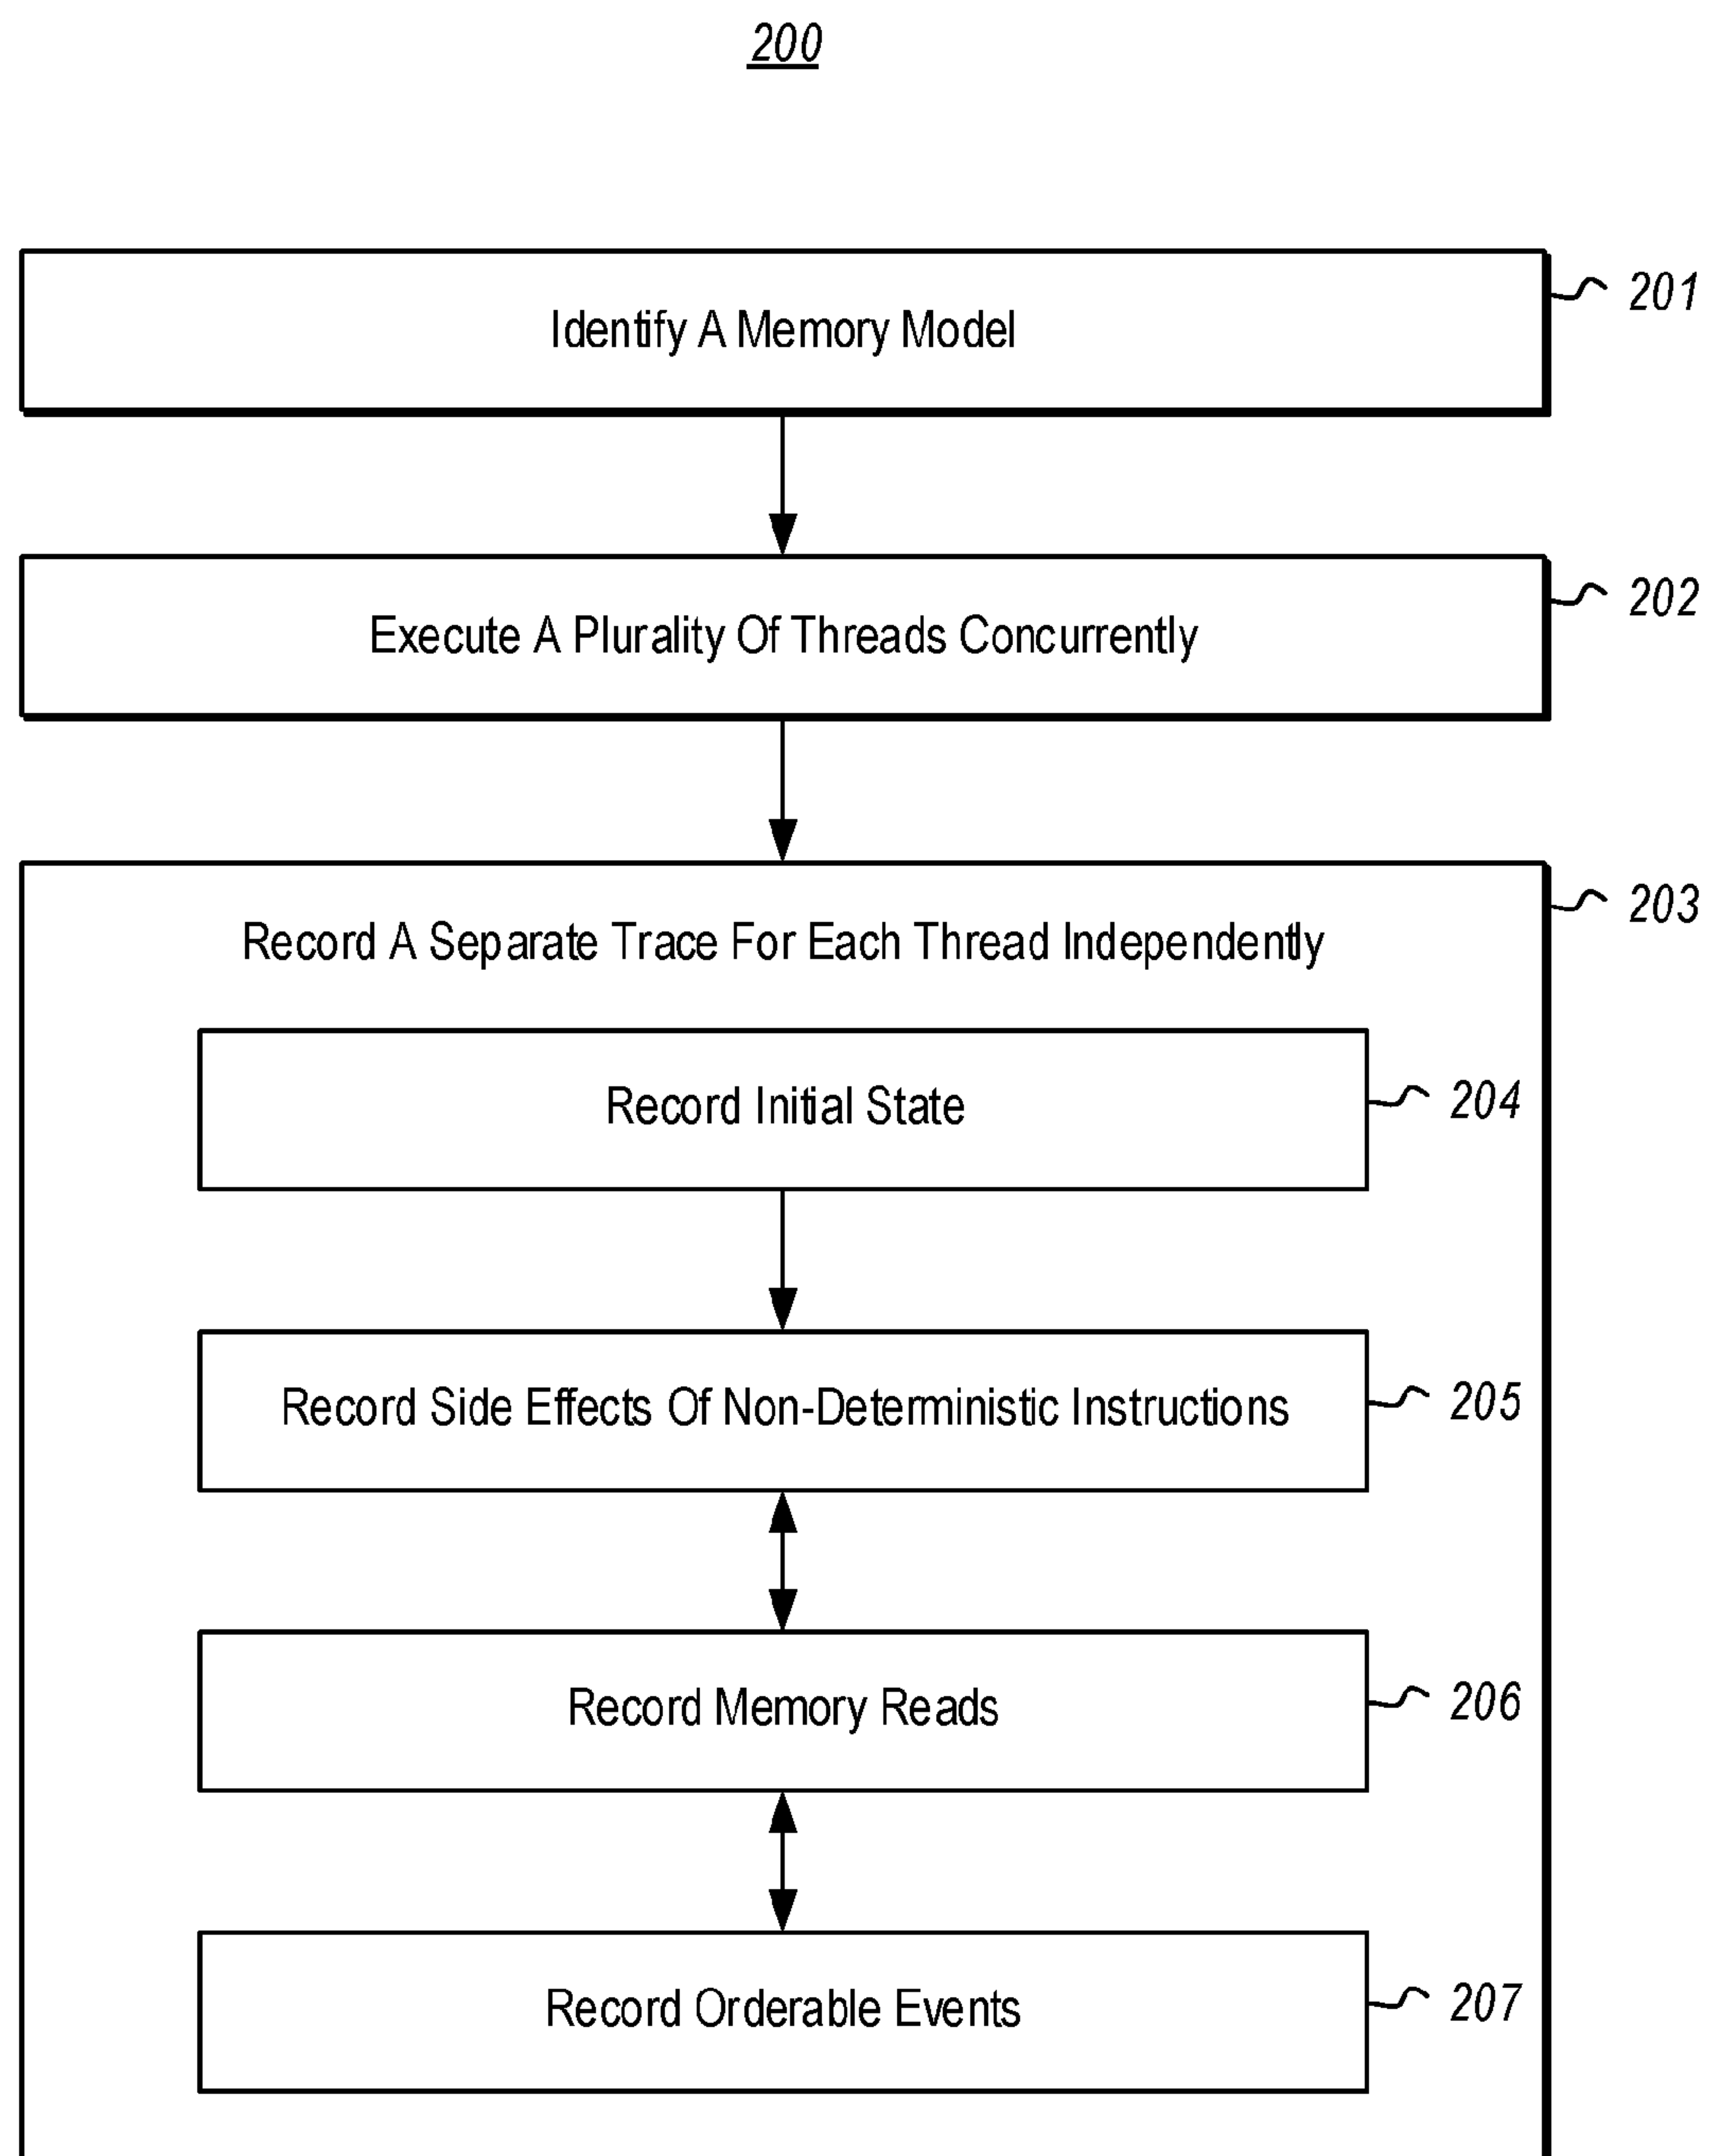 200
Identify A Memory Model
201
Execute A Plurality Of Threads Concurrently
202
Record A Separate Trace For Each Thread Independently
203
Record Initial State
204
Record Side Effects Of Non-Deterministic Instructions
205
Record Memory Reads
206
Record Orderable Events
207